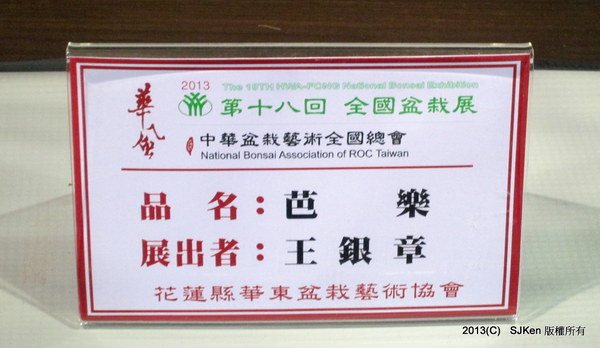 2013
The 18TH HWA-FONG National Bonsai Exhibition
華風
第十八回 全國盆栽展
中華盆栽藝術全國總會
National Bonsai Association of ROC Taiwan
品名：芭樂
展出者：王銀章
花蓮縣華東盆栽藝術協會
2013(C) SJKen 版權所有